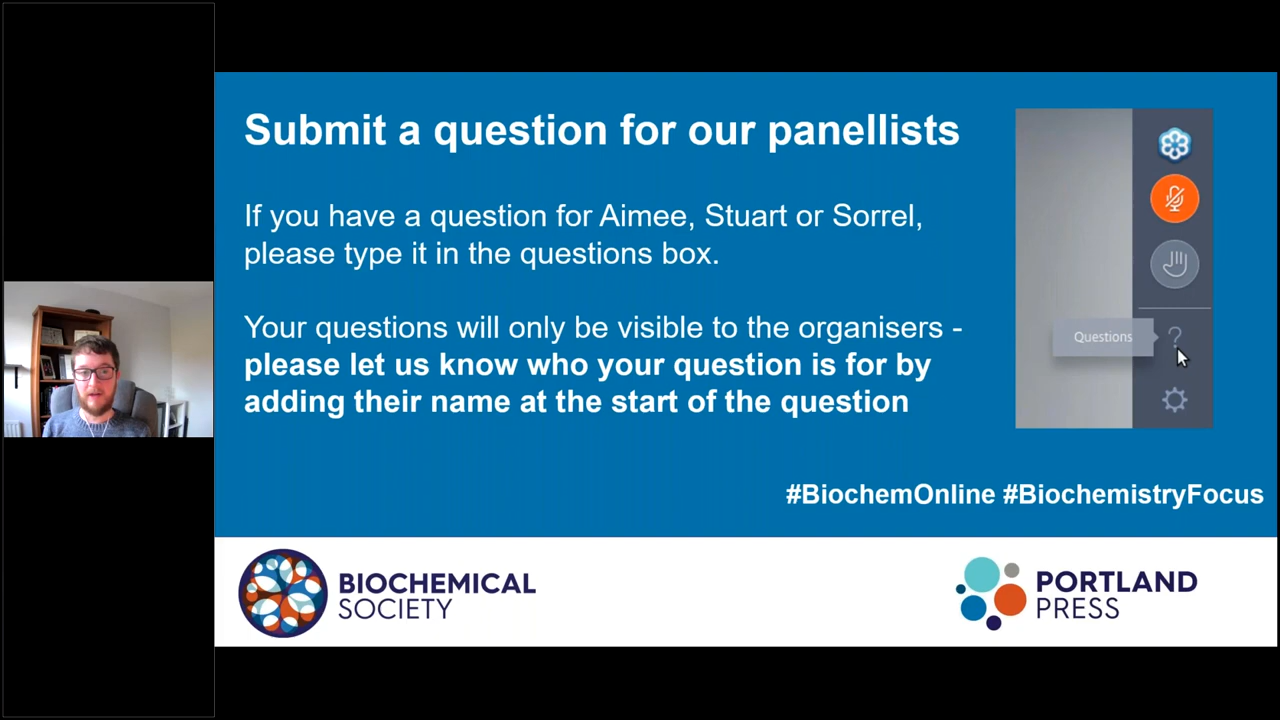 Submit a question for our panellists
If you have a question for Aimee, Stuart or Sorrel,
please type it in the questions box.
Your questions will only be visible to the organisers -
please let us know who your question is for by
adding their name at the start of the question
Questions
?
#BiochemOnline #BiochemistryFocus
BIOCHEMICAL
SOCIETY
PORTLAND
PRESS